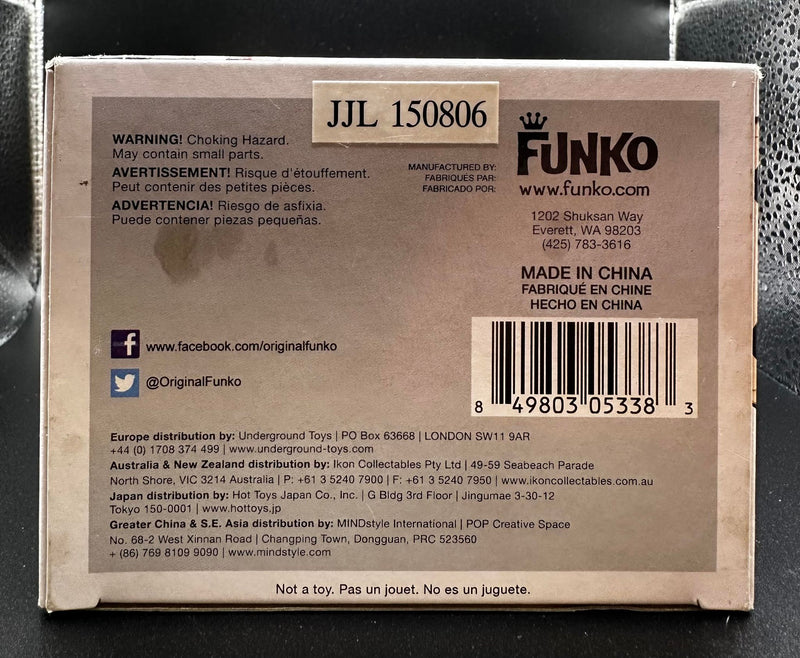 JJL 150806
WARNING! Choking Hazard.
May contain small parts.
AVERTISSEMENT! Risque d'étouffement.
Peut contenir des petites pièces.
ADVERTENCIA! Riesgo de asfixia.
Puede contener piezas pequeñas.
MANUFACTURED BY:
FABRIQUÉS PAR:
FABRICADO POR:
FUNKO
www.funko.com
1202 Shuksan Way
Everett, WA 98203
(425) 783-3616
MADE IN CHINA
FABRIQUÉ EN CHINE
HECHO EN CHINA
f www.facebook.com/originalfunko
@OriginalFunko
8 49803 05338 3
Europe distribution by: Underground Toys | PO Box 63668 | LONDON SW11 9AR
+44 (0) 1708 374 499 | www.underground-toys.com
Australia & New Zealand distribution by: Ikon Collectables Pty Ltd | 49-59 Seabeach Parade
North Shore, VIC 3214 Australia | P: +61 3 5240 7900 | F: +61 3 5240 7950 | www.ikoncollectables.com.au
Japan distribution by: Hot Toys Japan Co., Inc. | G Bldg 3rd Floor | Jingumae 3-30-12
Tokyo 150-0001 | www.hottoys.jp
Greater China & S.E. Asia distribution by: MINDstyle International | POP Creative Space
No. 68-2 West Xinnan Road | Changping Town, Dongguan, PRC 523560
+ (86) 769 8109 9090 | www.mindstyle.com
Not a toy. Pas un jouet. No es un juguete.